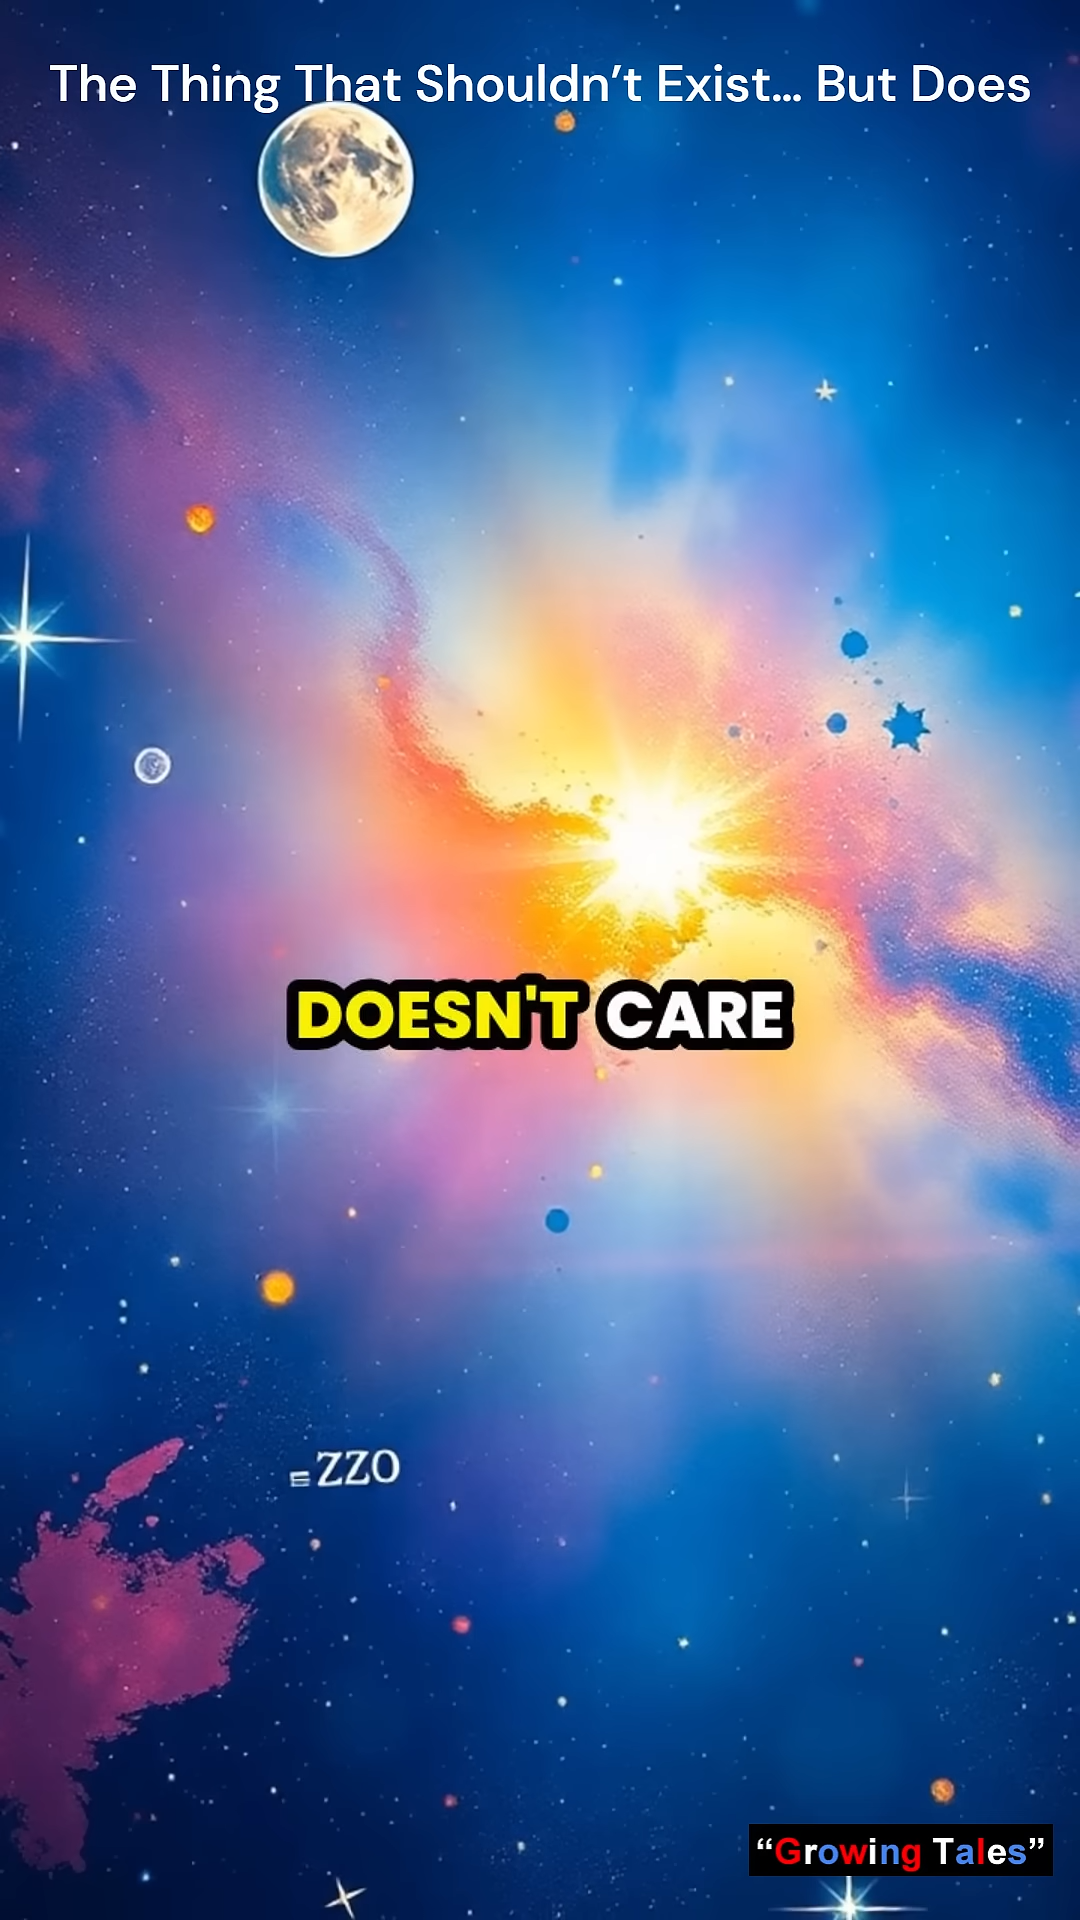 The Thing That Shouldn’t Exist... But Does
DOESN'T CARE
ZZO
“Growing Tales”